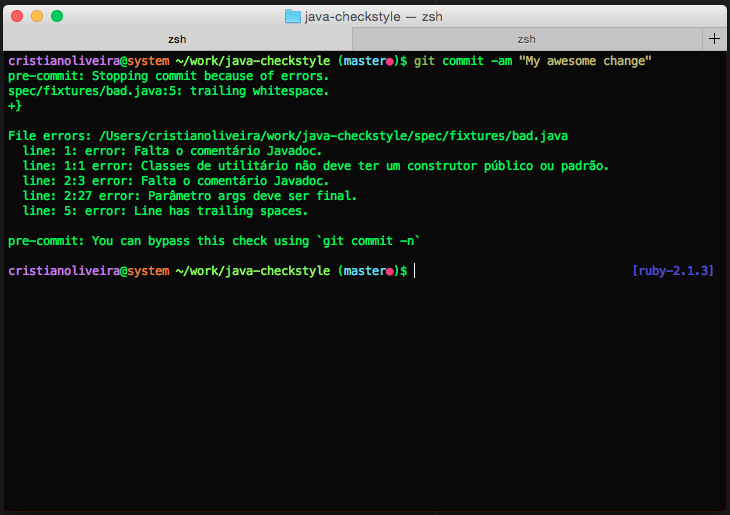 java-checkstyle — zsh
zsh
zsh
+
cristianoliveira@system ~/work/java-checkstyle (master●)$ git commit -am "My awesome change"
pre-commit: Stopping commit because of errors.
spec/fixtures/bad.java:5: trailing whitespace.
+}
File errors: /Users/cristianoliveira/work/java-checkstyle/spec/fixtures/bad.java
line: 1: error: Falta o comentário Javadoc.
line: 1:1 error: Classes de utilitário não deve ter um construtor público ou padrão.
line: 2:3 error: Falta o comentário Javadoc.
line: 2:27 error: Parâmetro args deve ser final.
line: 5: error: Line has trailing spaces.
pre-commit: You can bypass this check using `git commit -n`
cristianoliveira@system ~/work/java-checkstyle (master●)$ [ruby-2.1.3]